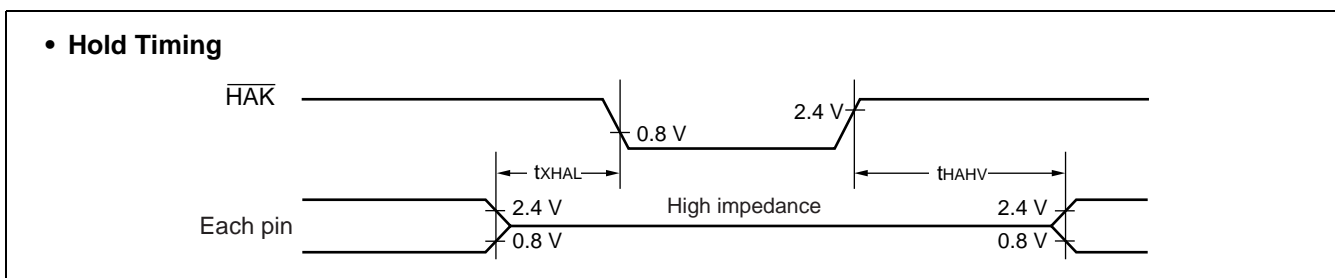 • Hold Timing
HAK
2.4 V
0.8 V
tXHAL
tHAHV
2.4 V
High impedance
2.4 V
Each pin
0.8 V
0.8 V